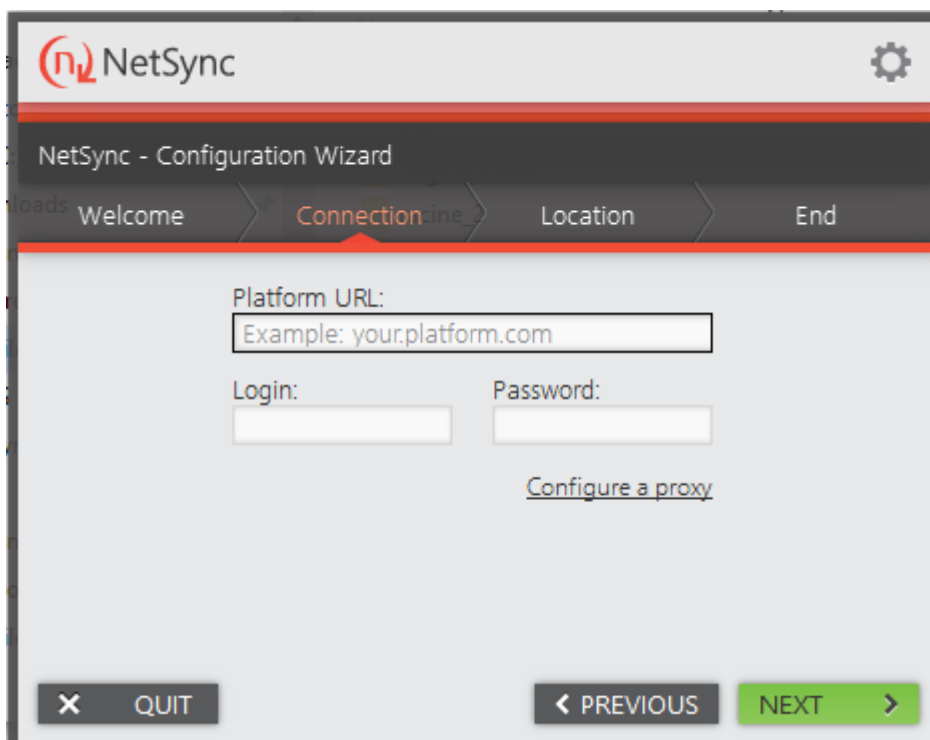 NetSync
NetSync - Configuration Wizard
Welcome Connection Location End
Platform URL:
Example: your.platform.com
Login: Password:
Configure a proxy
QUIT PREVIOUS NEXT